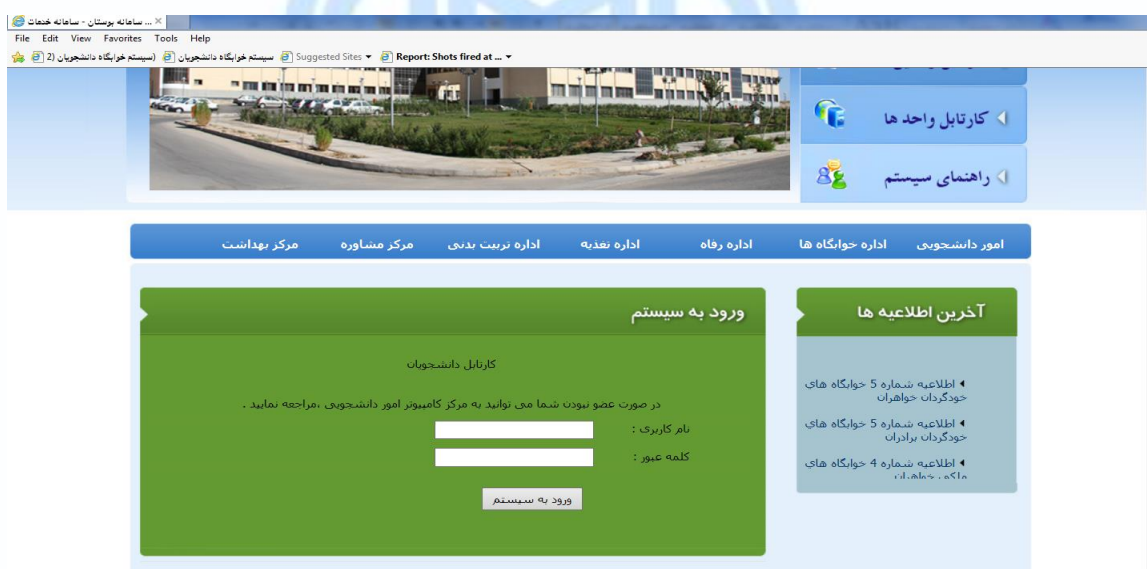 سامانه بوستان - سامانه خدمات ...
File Edit View Favorites Tools Help
سیستم خوابگاه دانشجویان (2) سیستم خوابگاه دانشجویان Suggested Sites Report: Shots fired at ...
کارتابل واحد ها
راهنمای سیستم
امور دانشجویی اداره خوابگاه ها اداره رفاه اداره تغذیه اداره تربیت بدنی مرکز مشاوره مرکز بهداشت
آخرین اطلاعیه ها
اطلاعیه شماره 5 خوابگاه های
خودگردان خواهران
اطلاعیه شماره 5 خوابگاه های
خودگردان برادران
اطلاعیه شماره 4 خوابگاه های
ملکی خواهران
ورود به سیستم
کارتابل دانشجویان
در صورت عضو نبودن شما می توانید به مرکز کامپیوتر امور دانشجویی ،مراجعه نمایید .
نام کاربری :
کلمه عبور :
ورود به سیستم